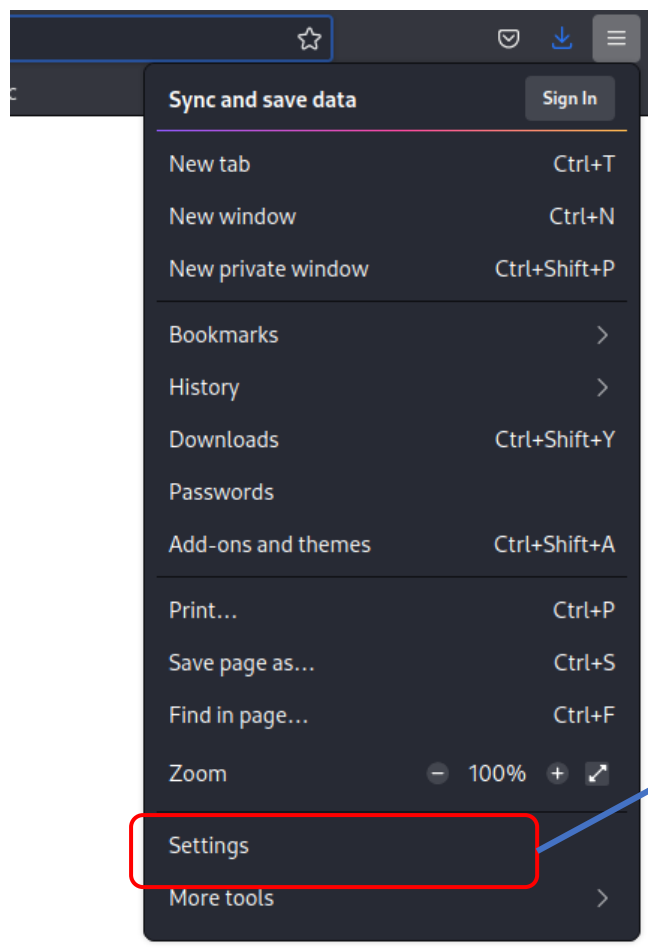 c
Sync and save data Sign In
New tab Ctrl+T
New window Ctrl+N
New private window Ctrl+Shift+P
Bookmarks
History
Downloads Ctrl+Shift+Y
Passwords
Add-ons and themes Ctrl+Shift+A
Print... Ctrl+P
Save page as... Ctrl+S
Find in page... Ctrl+F
Zoom − 100% +
Settings
More tools